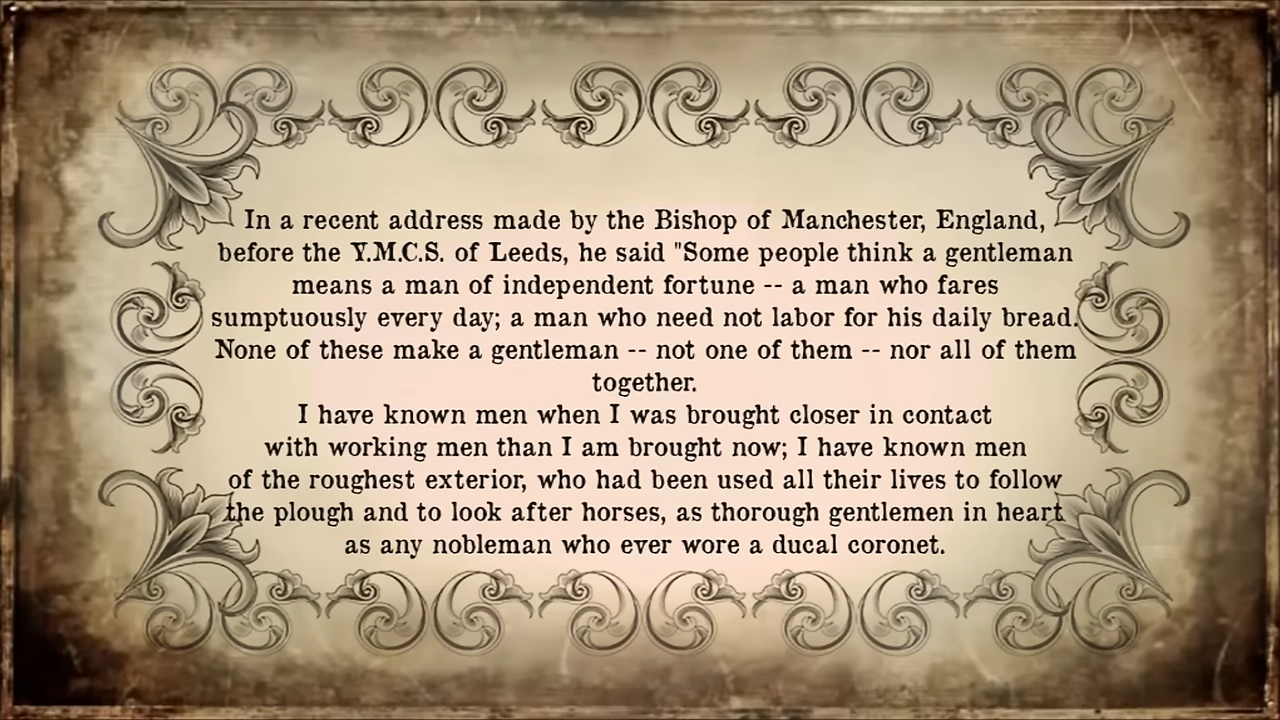 In a recent address made by the Bishop of Manchester, England,
before the Y.M.C.S. of Leeds, he said "Some people think a gentleman
means a man of independent fortune -- a man who fares
sumptuously every day; a man who need not labor for his daily bread.
None of these make a gentleman -- not one of them -- nor all of them
together.
I have known men when I was brought closer in contact
with working men than I am brought now; I have known men
of the roughest exterior, who had been used all their lives to follow
the plough and to look after horses, as thorough gentlemen in heart
as any nobleman who ever wore a ducal coronet.